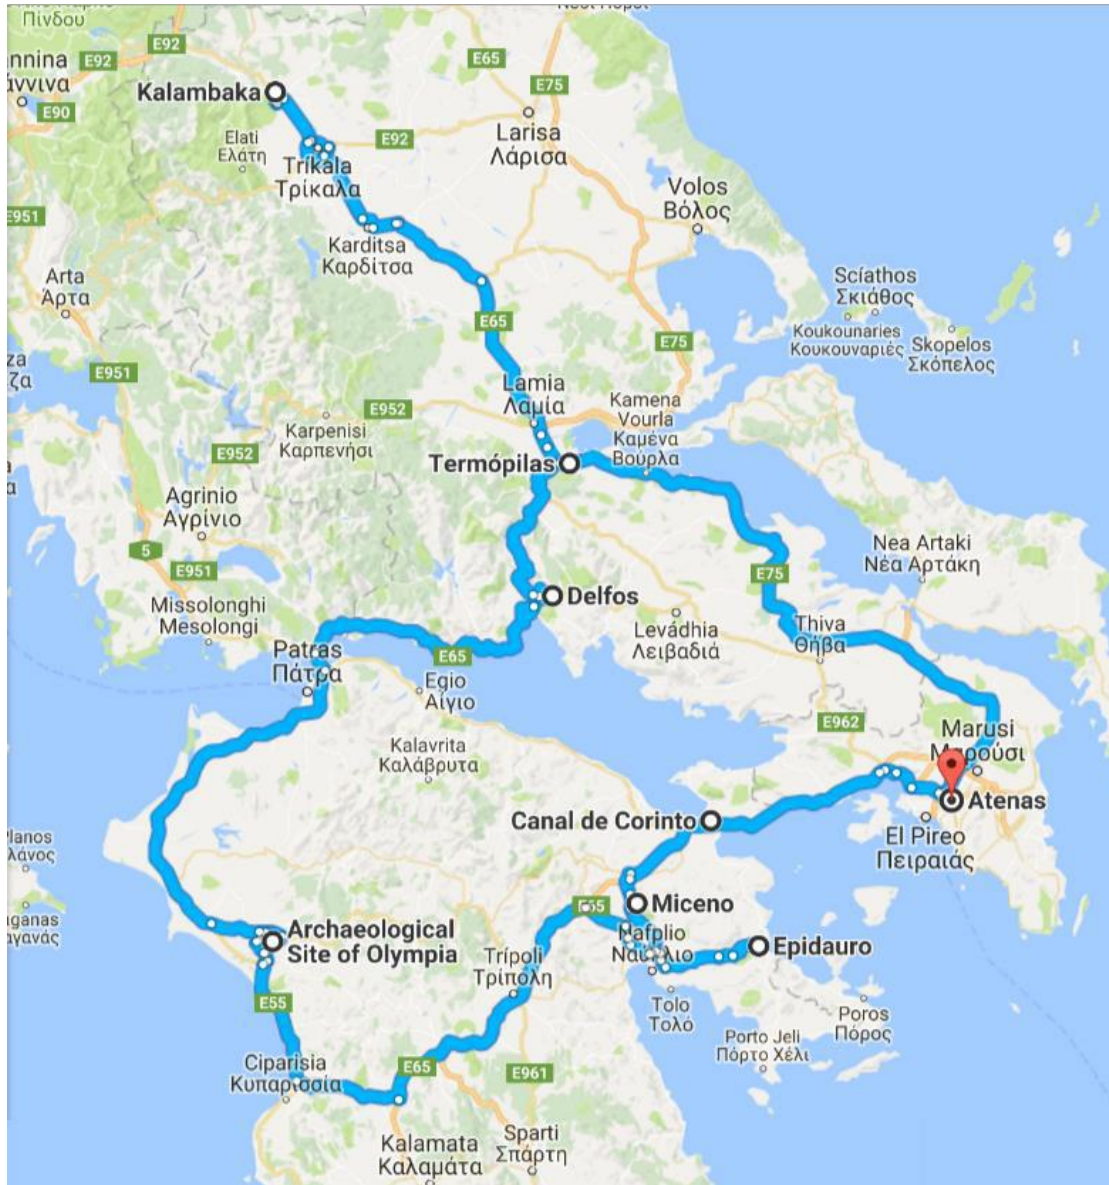 Πίνδου
E92
E92
nnina
άννινα
E90
Kalambaka
Elati
Ελάτη
E92
E65
E75
Larisa
Λάρισα
Tríkala
Τρίκαλα
Volos
Βόλος
E951
Karditsa
Καρδίτσα
Arta
Άρτα
Scíathos
Σκιάθος
Koukounaries
Κουκουναριές
Skopelos
Σκόπελος
E65
E75
E951
Lamia
Λαμία
E952
Karpenisi
Καρπενήσι
Kamena
Vourla
Καμένα
Βούρλα
E952
Termópilas
Agrinio
Αγρίνιο
5
E951
Nea Artaki
Νέα Αρτάκη
E75
Delfos
Missolonghi
Mesolongi
Levádhia
Λειβαδιά
Thiva
Θήβα
Patras
Πάτρα
E65
Egio
Αίγιο
E962
Marusi
Μαρούσι
Kalavrita
Καλάβρυτα
Atenas
Canal de Corinto
El Pireo
Πειραιάς
Planos
λάνος
Miceno
Archaeological
Site of Olympia
Nafplio
Ναύπλιο
Epidauro
Trípoli
Τρίπολη
Tolo
Τολό
Poros
Πόρος
E55
Porto Jeli
Πόρτο Χέλι
Ciparisia
Κυπαρισσία
E65
E961
Kalamata
Καλαμάτα
Sparti
Σπάρτη